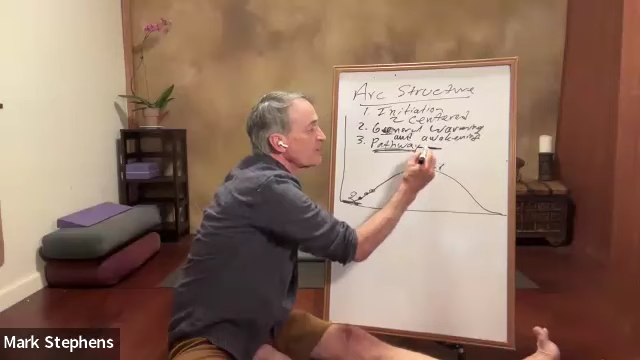 Arc Structure
1. Initiation
& Centered
2. General Warming
and awakening
3. Pathway
2
Mark Stephens